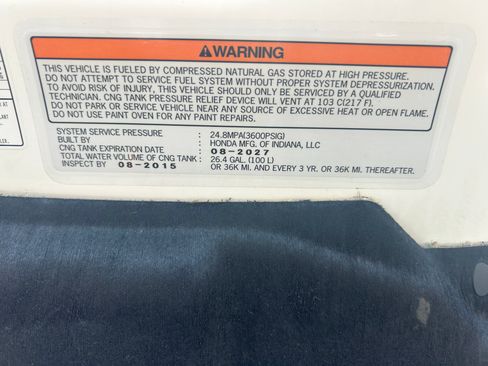 ⚠WARNING
THIS VEHICLE IS FUELED BY COMPRESSED NATURAL GAS STORED AT HIGH PRESSURE.
DO NOT ATTEMPT TO SERVICE FUEL SYSTEM WITHOUT PROPER SYSTEM DEPRESSURIZATION.
TO AVOID RISK OF INJURY, THIS VEHICLE SHOULD ONLY BE SERVICED BY A QUALIFIED
TECHNICIAN. CNG TANK PRESSURE RELIEF DEVICE WILL VENT AT 103 C(217 F).
DO NOT PARK OR SERVICE VEHICLE NEAR ANY SOURCE OF EXCESSIVE HEAT OR OPEN FLAME.
DO NOT USE PAINT OVEN FOR ANY PAINT REPAIRS.
SYSTEM SERVICE PRESSURE : 24.8MPA(3600PSIG)
BUILT BY : HONDA MFG. OF INDIANA, LLC
CNG TANK EXPIRATION DATE : 08-2027
TOTAL WATER VOLUME OF CNG TANK : 26.4 GAL. (100 L)
INSPECT BY 08-2015 OR 36K MI. AND EVERY 3 YR. OR 36K MI. THEREAFTER.